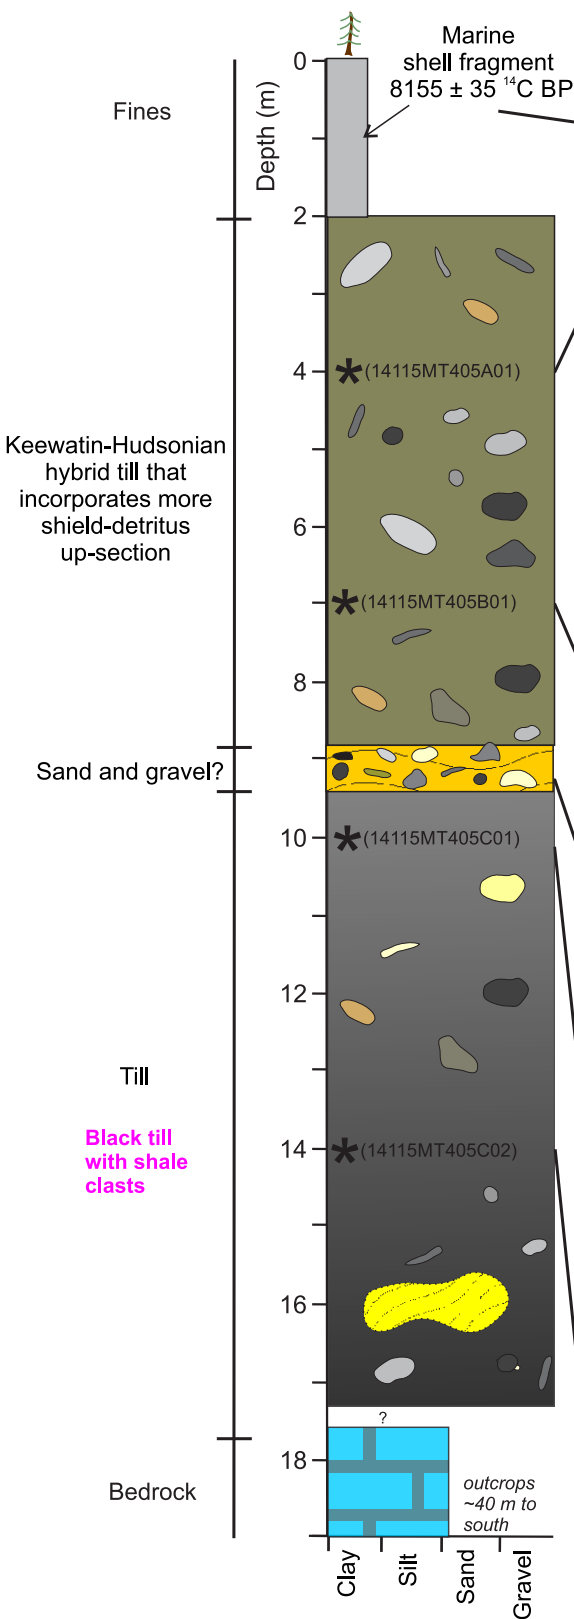 Marine
shell fragment
8155 ± 35 ¹⁴C BP
Depth (m)
0
2
4
6
8
10
12
14
16
18
Fines
Keewatin-Hudsonian
hybrid till that
incorporates more
shield-detritus
up-section
Sand and gravel?
Till
Black till
with shale
clasts
Bedrock
*(14115MT405A01)
*(14115MT405B01)
*(14115MT405C01)
*(14115MT405C02)
?
outcrops
~40 m to
south
Clay
Silt
Sand
Gravel